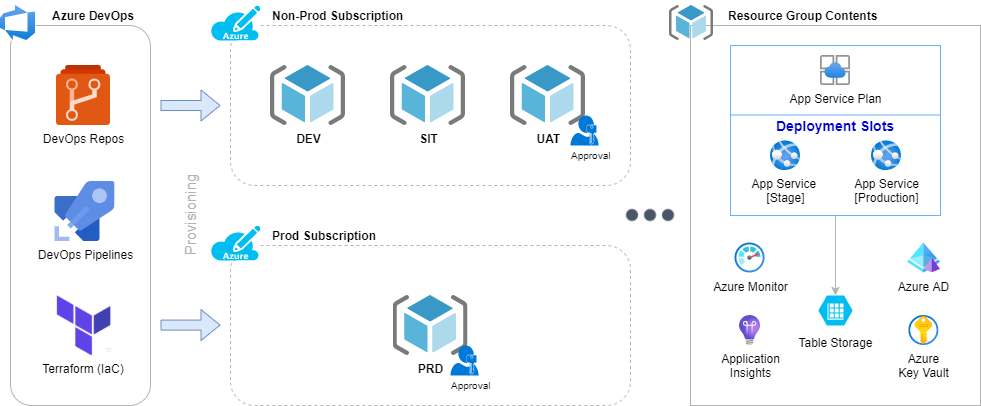 Azure DevOps
DevOps Repos
DevOps Pipelines
Terraform (IaC)
Provisioning
Azure
Non-Prod Subscription
DEV
SIT
UAT
Approval
Azure
Prod Subscription
PRD
Approval
Resource Group Contents
App Service Plan
Deployment Slots
App Service
[Stage]
App Service
[Production]
Azure Monitor
Azure AD
Table Storage
Application
Insights
Azure
Key Vault